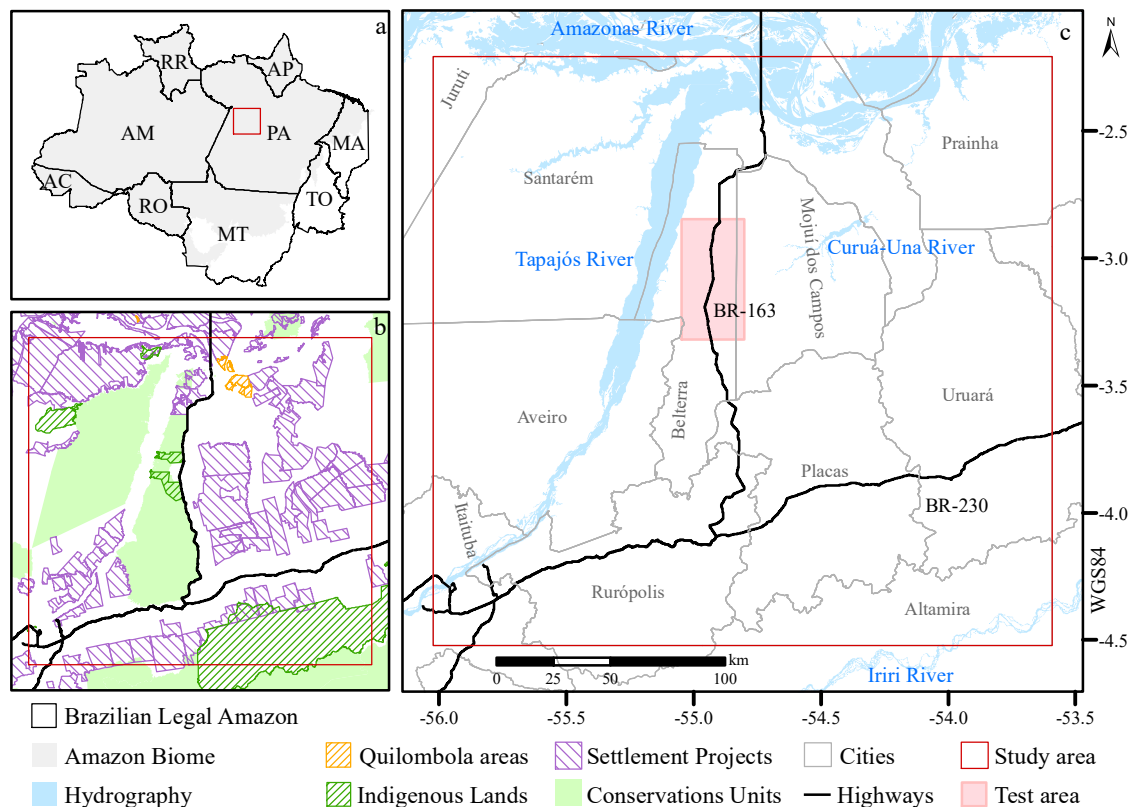 a
RR
AP
AM
PA
MA
AC
RO
TO
MT
b
c
N
Amazonas River
Juruti
Prainha
Santarém
Mojuí dos Campos
Curuá-Una River
Tapajós River
BR-163
Aveiro
Belterra
Uruará
Placas
BR-230
Itaituba
Rurópolis
Altamira
Iriri River
km
0 25 50 100
-2.5
-3.0
-3.5
-4.0
-4.5
WGS84
-56.0 -55.5 -55.0 -54.5 -54.0 -53.5
Brazilian Legal Amazon
Amazon Biome
Quilombola areas
Settlement Projects
Cities
Study area
Hydrography
Indigenous Lands
Conservations Units
Highways
Test area